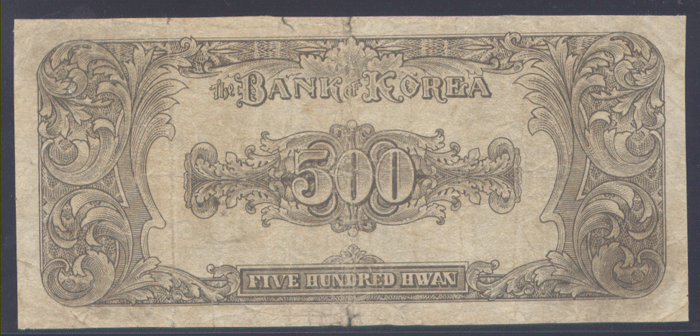 The BANK of KOREA
500
FIVE HUNDRED HWAN